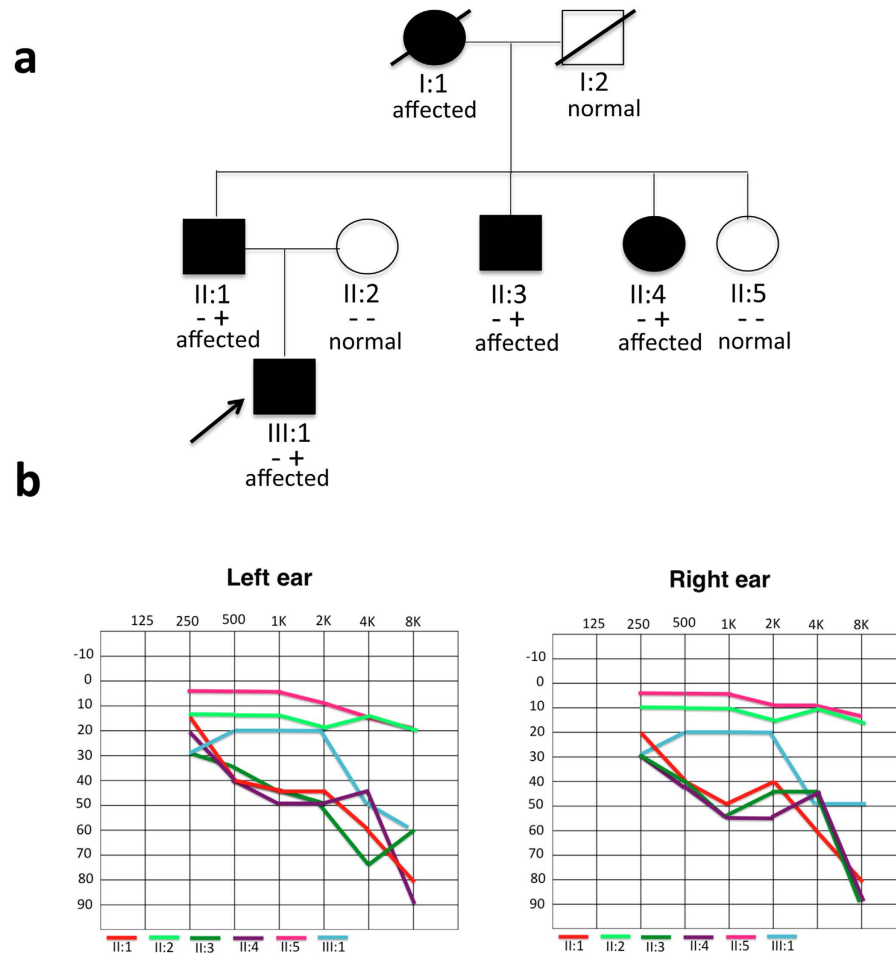 a
I:1 I:2
affected normal
II:1 II:2 II:3 II:4 II:5
- + - - - + - + - -
affected normal affected affected normal
III:1
- +
affected
b
Left ear
125 250 500 1K 2K 4K 8K
-10
0
10
20
30
40
50
60
70
80
90
II:1 II:2 II:3 II:4 II:5 III:1
Right ear
125 250 500 1K 2K 4K 8K
-10
0
10
20
30
40
50
60
70
80
90
II:1 II:2 II:3 II:4 II:5 III:1